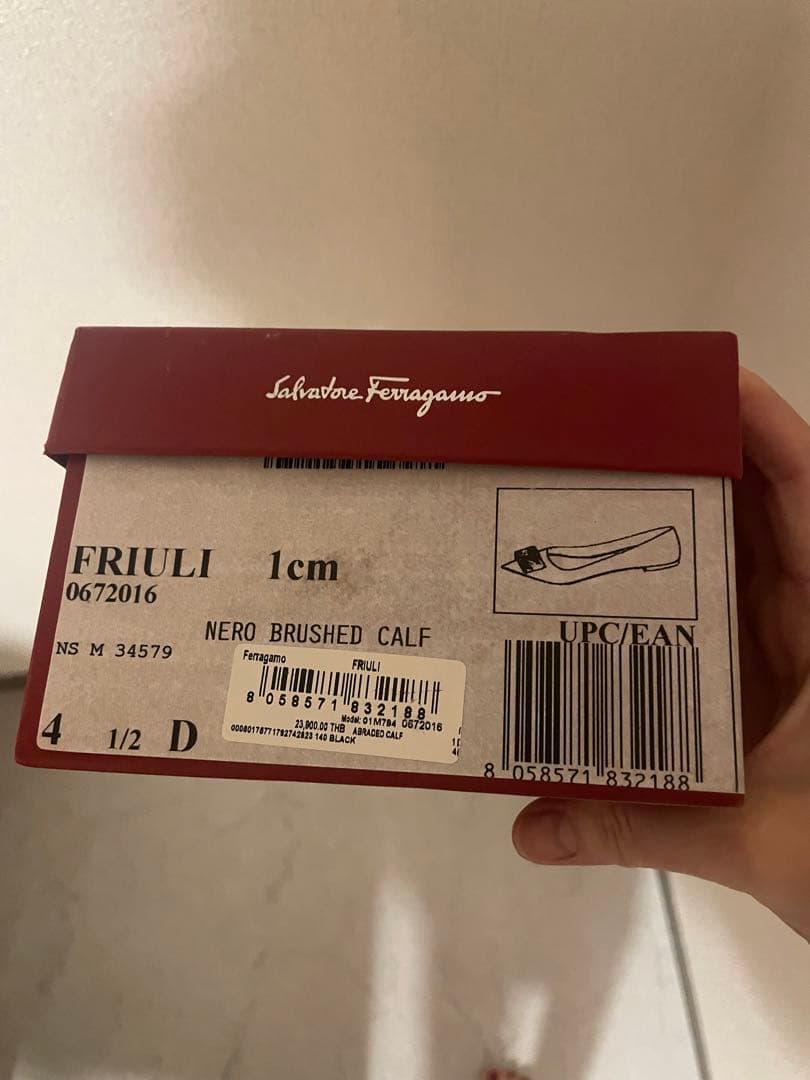 Salvatore Ferragamo
FRIULI 1cm
0672016
NERO BRUSHED CALF
UPC/EAN
NS M 34579
Ferragamo FRIULI
8 058571 832188
Model: 01M784 0672016
23,900.00 THB ABRADED CALF
140 BLACK
4 1/2 D
8 058571 832188